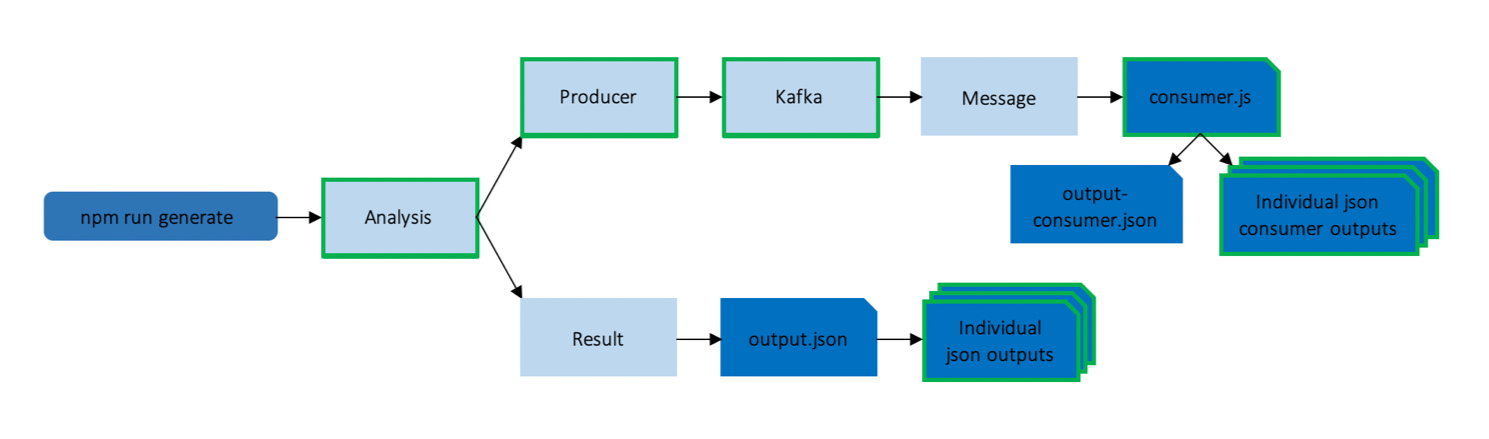 Producer
Kafka
Message
consumer.js
npm run generate
Analysis
output-
consumer.json
Individual json
consumer outputs
Result
output.json
Individual
json outputs